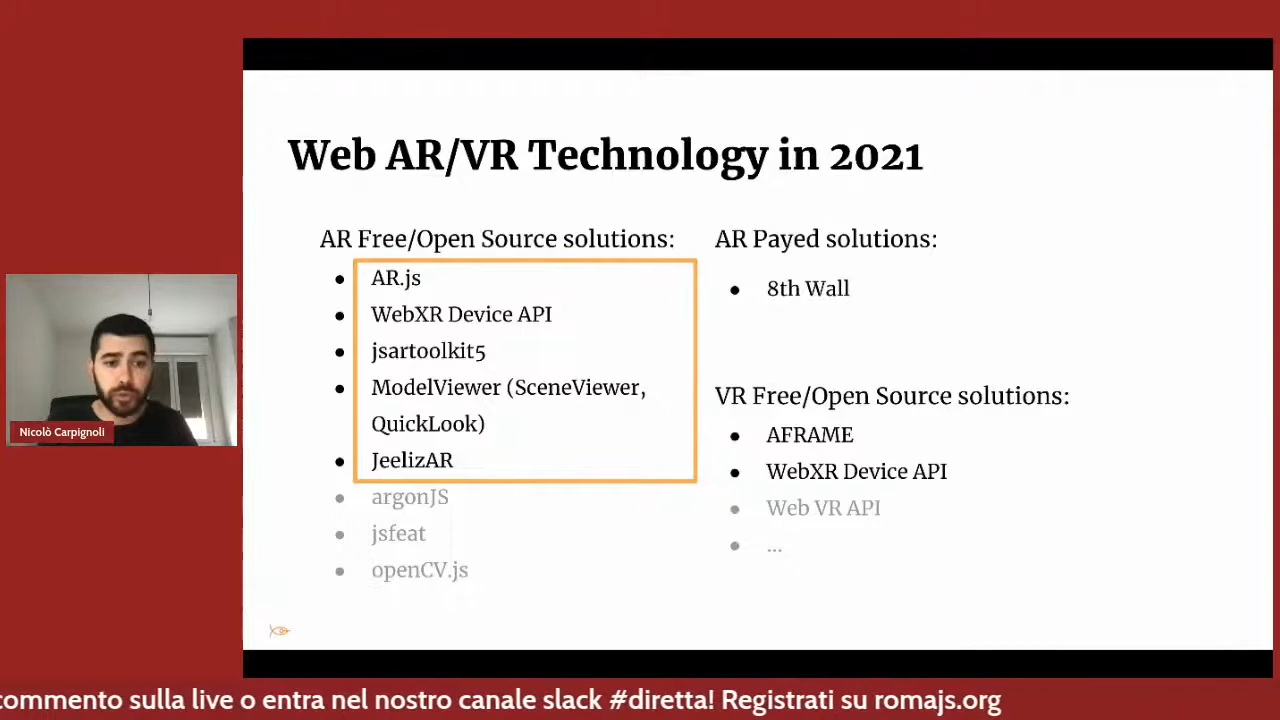 Web AR/VR Technology in 2021
AR Free/Open Source solutions:
AR.js
WebXR Device API
jsartoolkit5
ModelViewer (SceneViewer,
QuickLook)
JeelizAR
argonJS
jsfeat
openCV.js
AR Payed solutions:
8th Wall
VR Free/Open Source solutions:
AFRAME
WebXR Device API
Web VR API
...
Nicolò Carpignoli
commento sulla live o entra nel nostro canale slack #diretta! Registrati su romajs.org